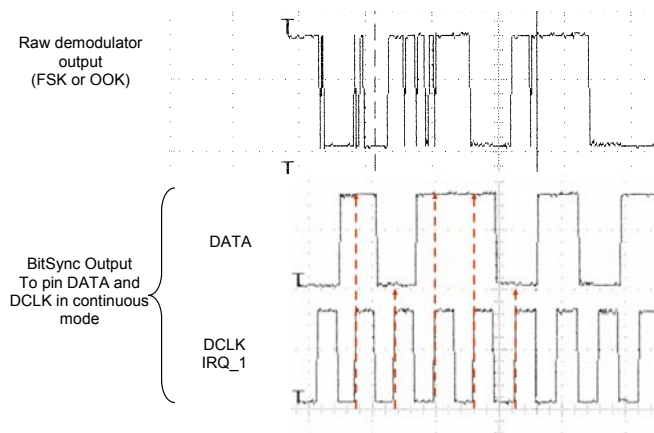 Raw demodulator
output
(FSK or OOK)
DATA
BitSync Output
To pin DATA and
DCLK in continuous
mode
DCLK
IRQ_1